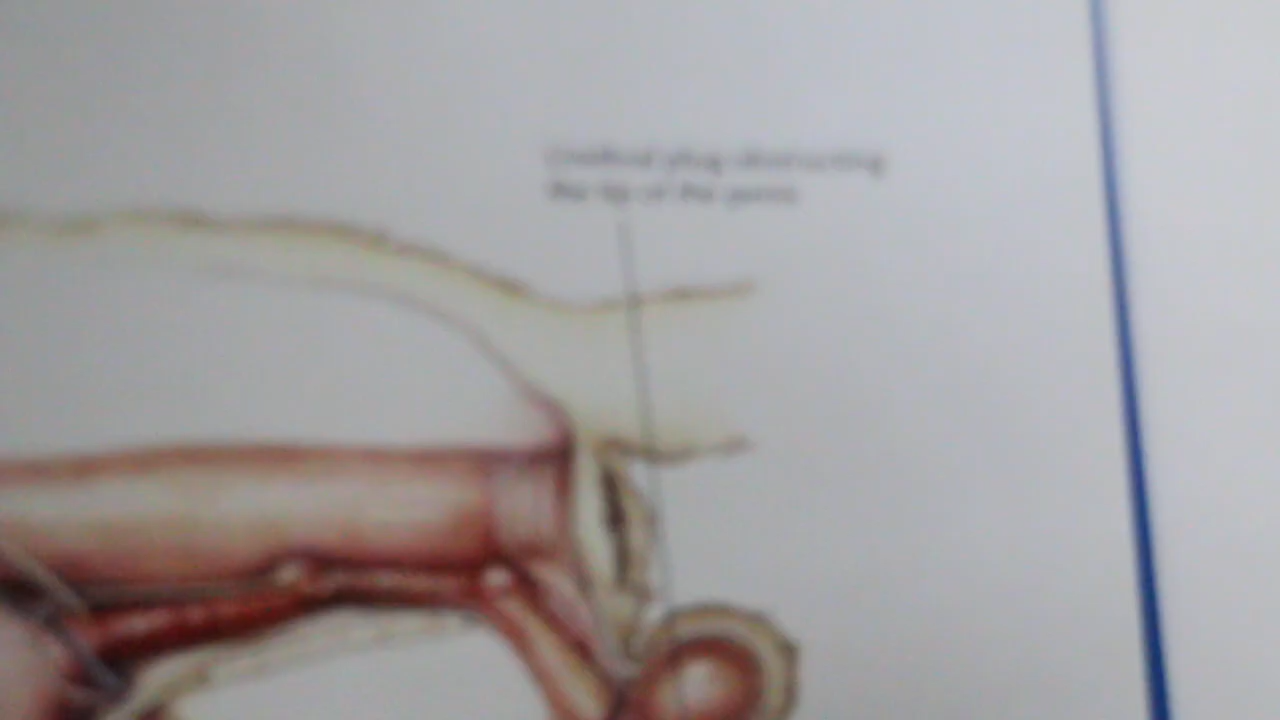 Urethral plug obstructing
the tip of the penis